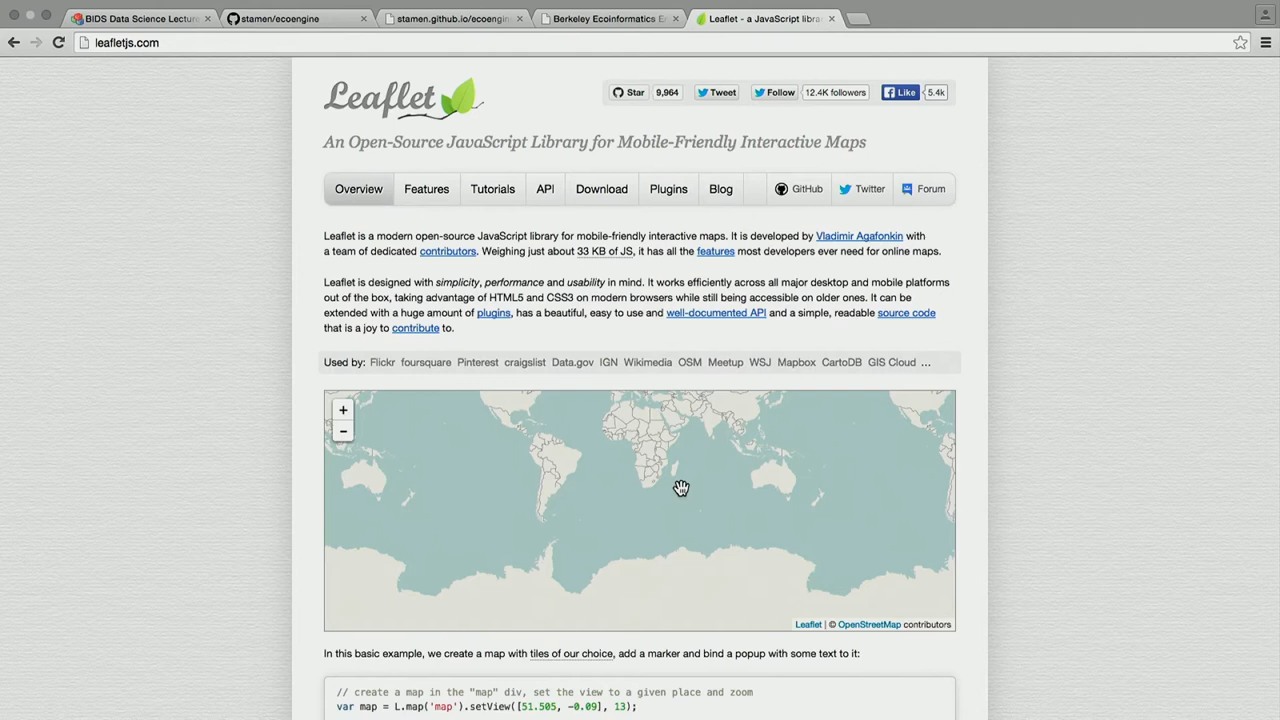 BIDS Data Science Lecture
stamen/ecoengine
stamen.github.io/ecoengin
Berkeley Ecoinformatics E
Leaflet - a JavaScript libra
leafletjs.com
Leaflet
Star 9,964 Tweet Follow 12.4K followers Like 5.4k
An Open-Source JavaScript Library for Mobile-Friendly Interactive Maps
Overview Features Tutorials API Download Plugins Blog GitHub Twitter Forum
Leaflet is a modern open-source JavaScript library for mobile-friendly interactive maps. It is developed by Vladimir Agafonkin with
a team of dedicated contributors. Weighing just about 33 KB of JS, it has all the features most developers ever need for online maps.
Leaflet is designed with simplicity, performance and usability in mind. It works efficiently across all major desktop and mobile platforms
out of the box, taking advantage of HTML5 and CSS3 on modern browsers while still being accessible on older ones. It can be
extended with a huge amount of plugins, has a beautiful, easy to use and well-documented API and a simple, readable source code
that is a joy to contribute to.
Used by: Flickr foursquare Pinterest craigslist Data.gov IGN Wikimedia OSM Meetup WSJ Mapbox CartoDB GIS Cloud ...
+
−
Leaflet | © OpenStreetMap contributors
In this basic example, we create a map with tiles of our choice, add a marker and bind a popup with some text to it:
// create a map in the "map" div, set the view to a given place and zoom
var map = L.map('map').setView([51.505, -0.09], 13);